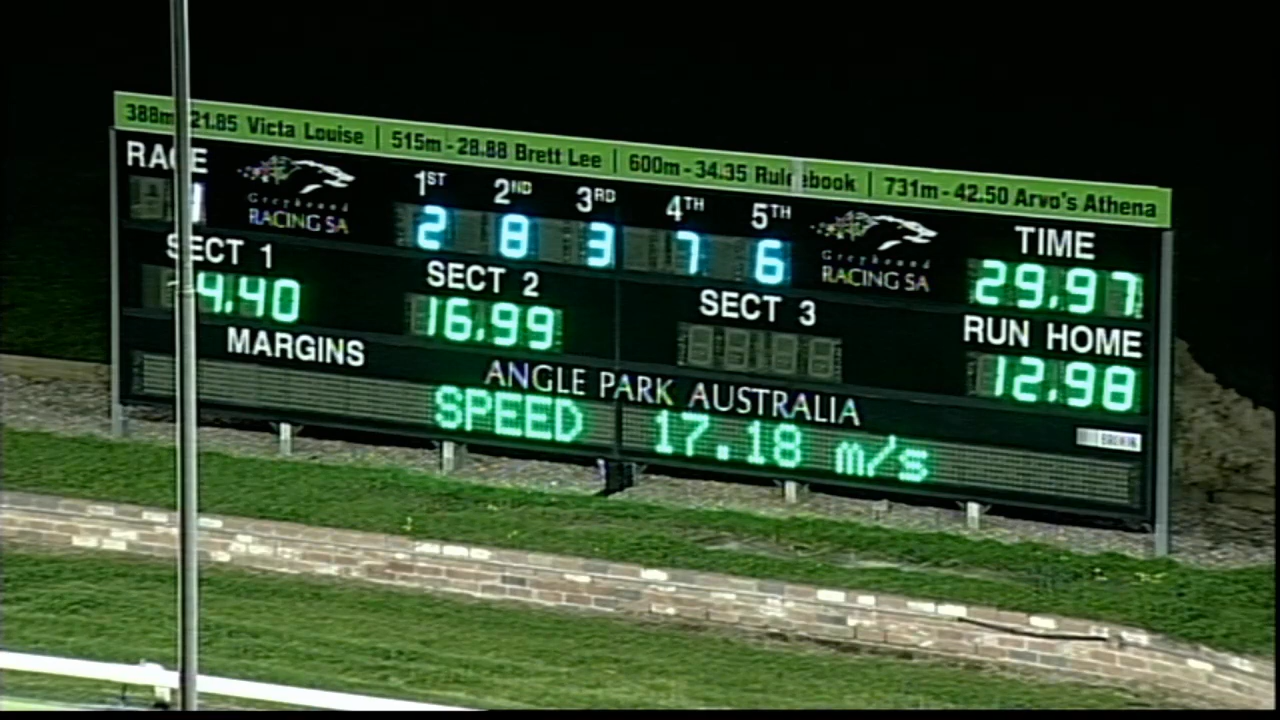 388m 21.85 Victa Louise | 515m - 28.88 Brett Lee | 600m - 34.35 Rulebook | 731m - 42.50 Arvo's Athena
RACE
Greyhound RACING SA
1ST 2ND 3RD 4TH 5TH
2 8 3 7 6
Greyhound RACING SA
TIME
29.97
SECT 1
4.40
SECT 2
16.99
SECT 3
RUN HOME
12.98
MARGINS
ANGLE PARK AUSTRALIA
SPEED 17.18 m/s